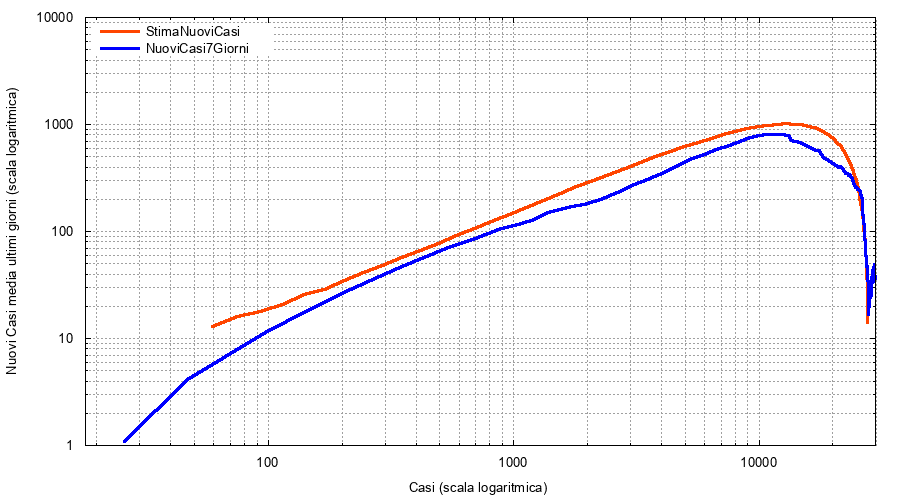 10000
StimaNuoviCasi
NuoviCasi7Giorni
1000
100
10
1
Nuovi Casi media ultimi giorni (scala logaritmica)
100
1000
10000
Casi (scala logaritmica)